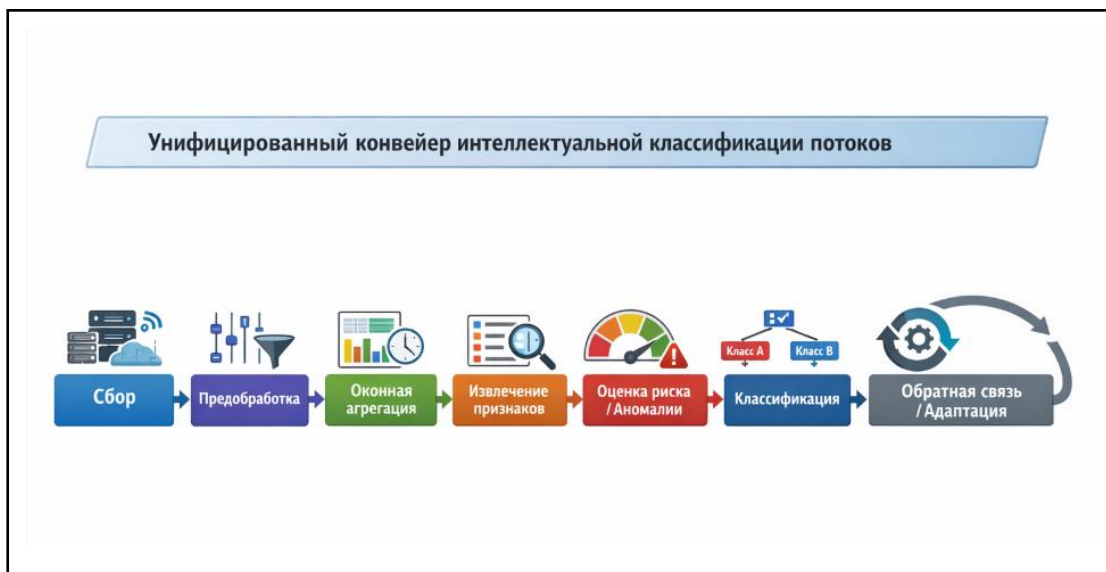 Унифицированный конвейер интеллектуальной классификации потоков
Класс A
Класс B
Сбор
Предобработка
Оконная
агрегация
Извлечение
признаков
Оценка риска
/ Аномалии
Классификация
Обратная связь
/ Адаптация